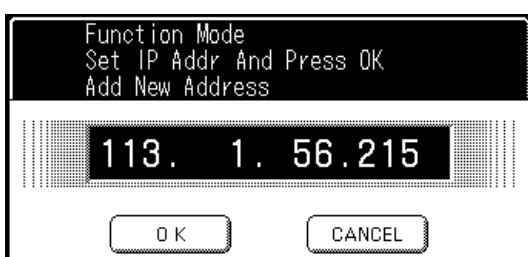 Function Mode
Set IP Addr And Press OK
Add New Address
113.  1. 56.215
OK CANCEL